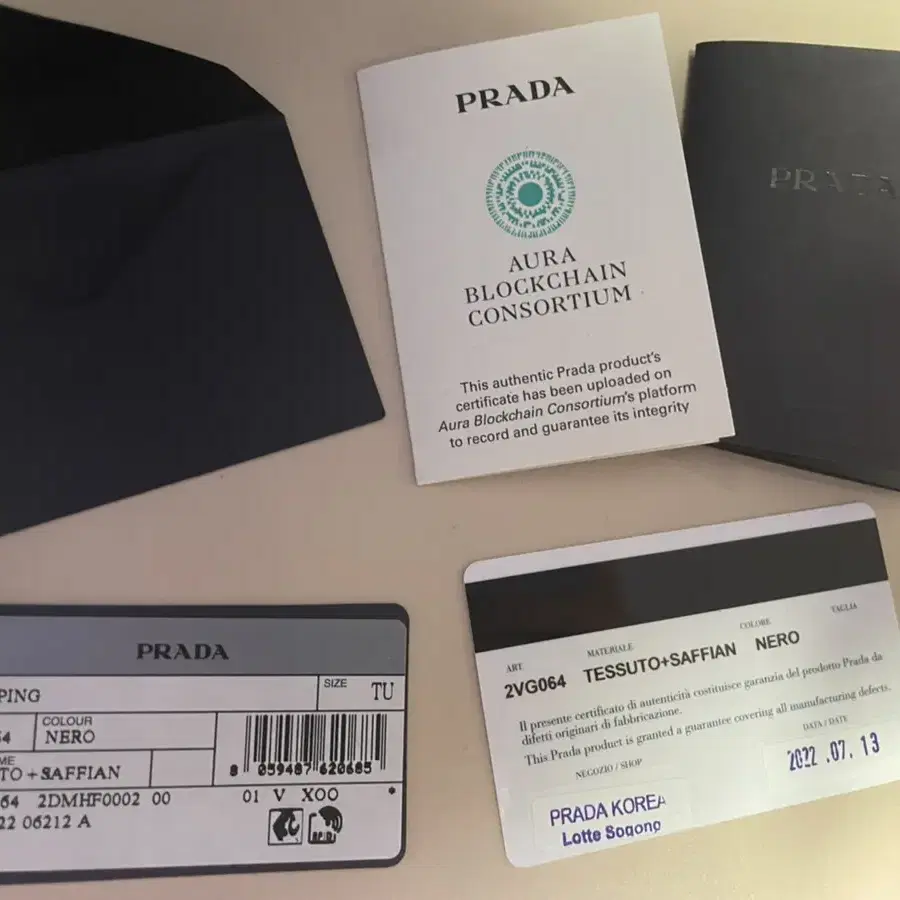 PRADA
AURA
BLOCKCHAIN
CONSORTIUM
This authentic Prada product's
certificate has been uploaded on
Aura Blockchain Consortium's platform
to record and guarantee its integrity
PRADA
PRADA
PING
SIZE TU
4 COLOUR
NERO
ME
TO+SAFFIAN
8 059487 620685
64 2DMHF0002 00 01 V XOO *
22 06212 A
RFID
ART. MATERIALE COLORE TAGLIA
2VG064 TESSUTO+SAFFIAN NERO
Il presente certificato di autenticità costituisce garanzia del prodotto Prada da
difetti originari di fabbricazione.
This Prada product is granted a guarantee covering all manufacturing defects.
NEGOZIO / SHOP DATA / DATE
2022 .07. 13
PRADA KOREA
Lotte Sogong